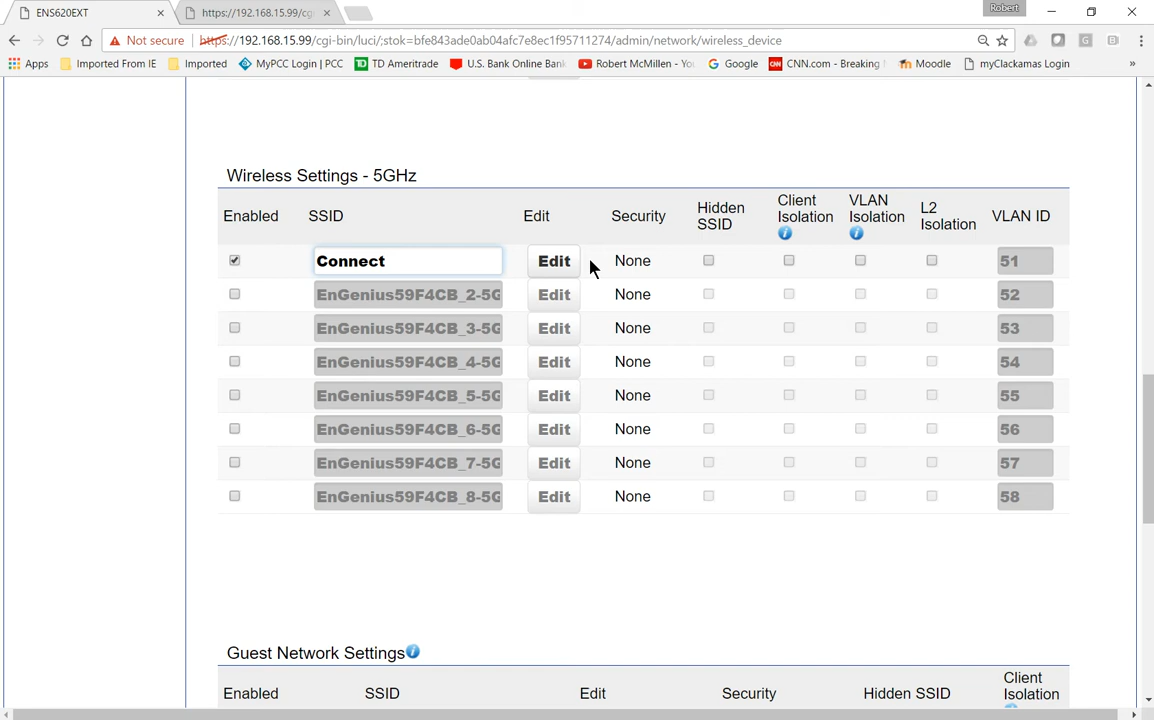 ENS620EXT
https://192.168.15.99/cg
Robert
Not secure
https://192.168.15.99/cgi-bin/luci/;stok=bfe843ade0ab04afc7e8ec1f95711274/admin/network/wireless_device
Apps Imported From IE Imported MyPCC Login | PCC TD Ameritrade U.S. Bank Online Bank Robert McMillen - You Google CNN.com - Breaking Moodle myClackamas Login »
Wireless Settings - 5GHz
Enabled SSID Edit Security Hidden SSID Client Isolation VLAN Isolation L2 Isolation VLAN ID
Connect Edit None 51
EnGenius59F4CB_2-5G Edit None 52
EnGenius59F4CB_3-5G Edit None 53
EnGenius59F4CB_4-5G Edit None 54
EnGenius59F4CB_5-5G Edit None 55
EnGenius59F4CB_6-5G Edit None 56
EnGenius59F4CB_7-5G Edit None 57
EnGenius59F4CB_8-5G Edit None 58
Guest Network Settings
Enabled SSID Edit Security Hidden SSID Client Isolation